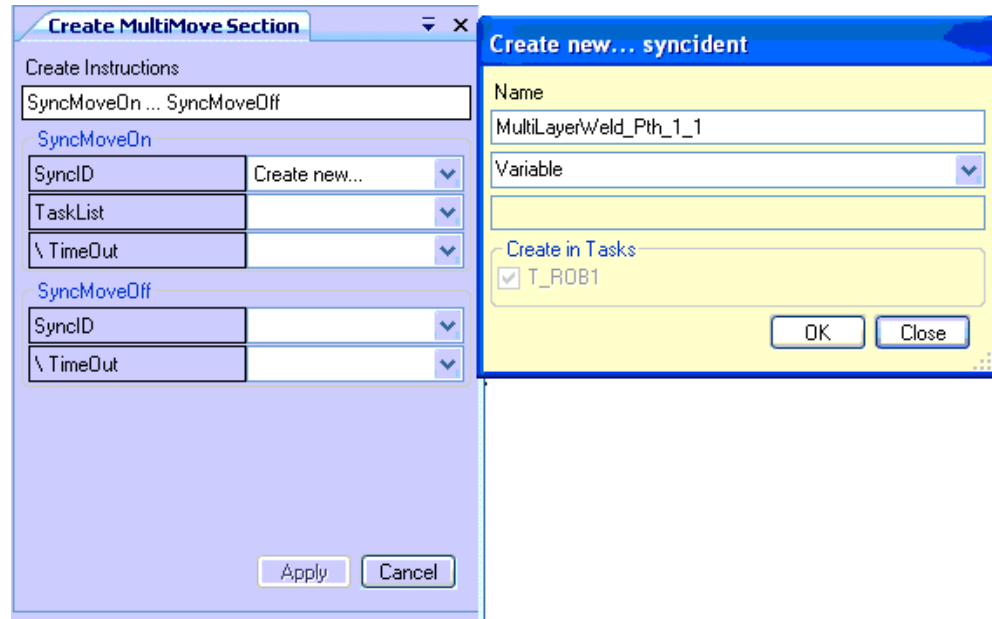 Create MultiMove Section
Create Instructions
SyncMoveOn ... SyncMoveOff
SyncMoveOn
SyncID Create new...
TaskList
\ TimeOut
SyncMoveOff
SyncID
\ TimeOut
Apply Cancel
Create new... syncident
Name
MultiLayerWeld_Pth_1_1
Variable
Create in Tasks
T_ROB1
OK Close